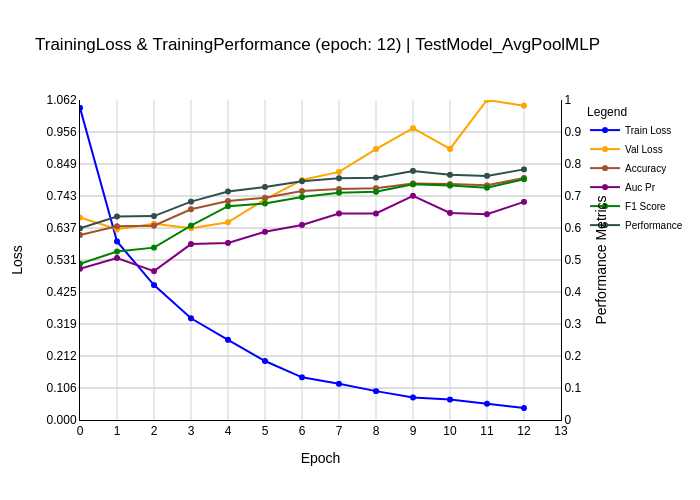 TrainingLoss & TrainingPerformance (epoch: 12) | TestModel_AvgPoolMLP
1.062
0.956
0.849
0.743
0.637
0.531
0.425
0.319
0.212
0.106
0.000
Loss
0 1 2 3 4 5 6 7 8 9 10 11 12 13
Epoch
1
0.9
0.8
0.7
0.6
0.5
0.4
0.3
0.2
0.1
0
Performance Metrics
Legend
Train Loss
Val Loss
Accuracy
Auc Pr
F1 Score
Performance